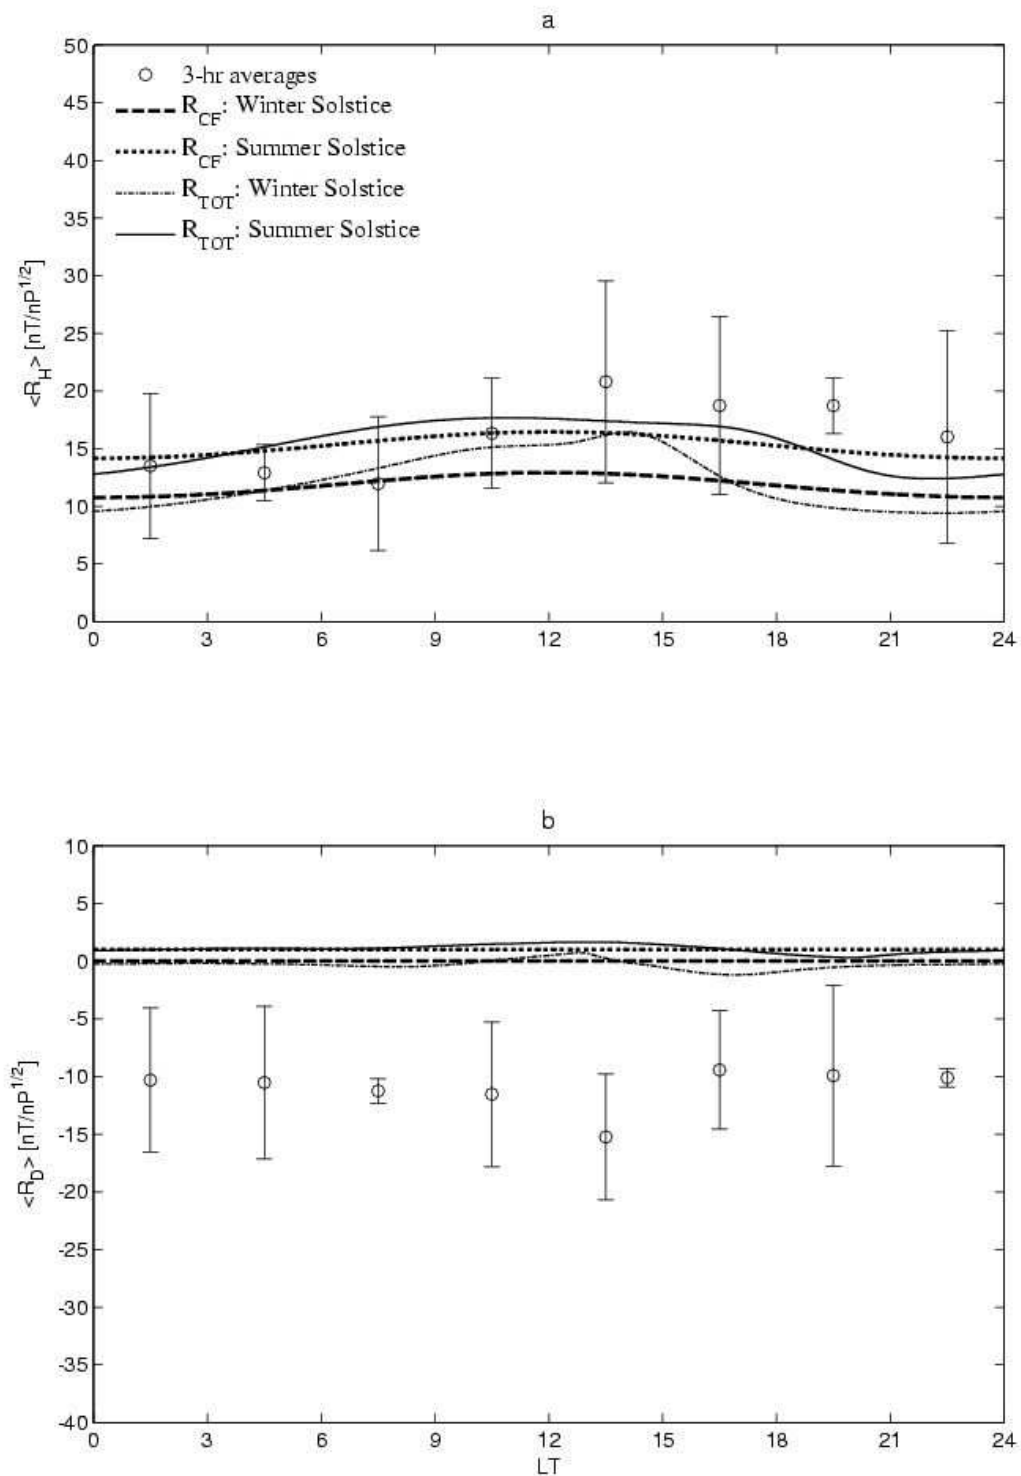 a
50
45
40
35
30
25
20
15
10
5
0
<R_H> [nT/nP^1/2]
3-hr averages
R_CF: Winter Solstice
R_CF: Summer Solstice
R_TOT: Winter Solstice
R_TOT: Summer Solstice
0 3 6 9 12 15 18 21 24
b
10
5
0
-5
-10
-15
-20
-25
-30
-35
-40
<R_D> [nT/nP^1/2]
0 3 6 9 12 15 18 21 24
LT